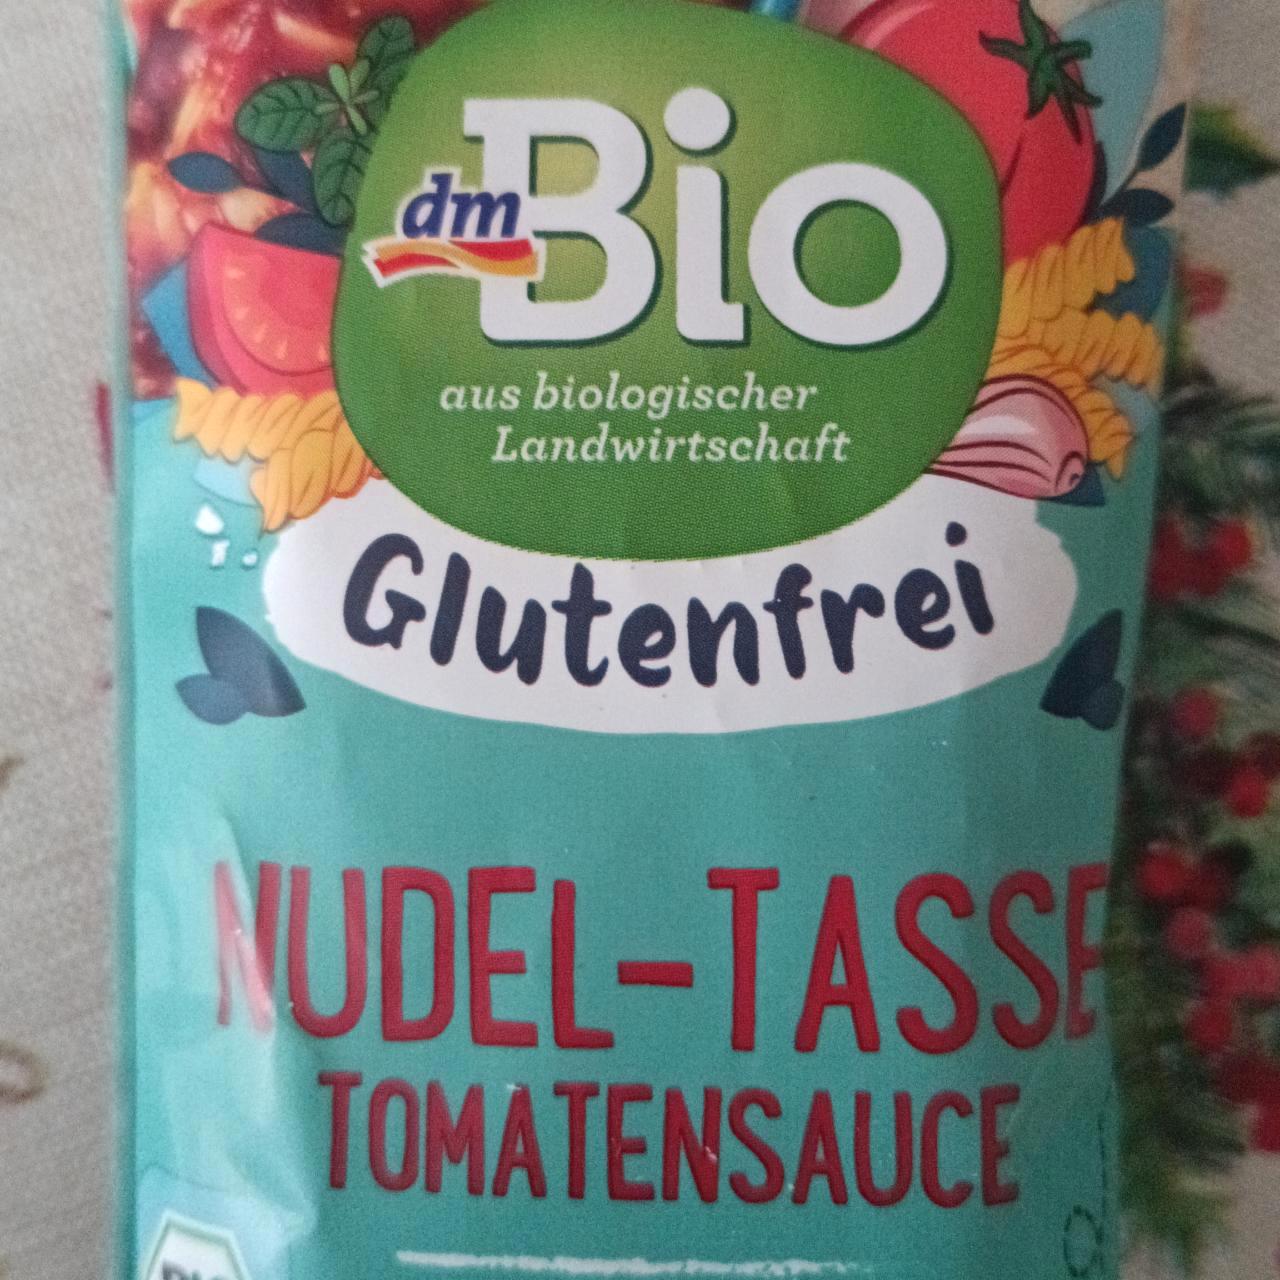 dm
Bio
aus biologischer
Landwirtschaft
Glutenfrei
NUDEL-TASSE
TOMATENSAUCE